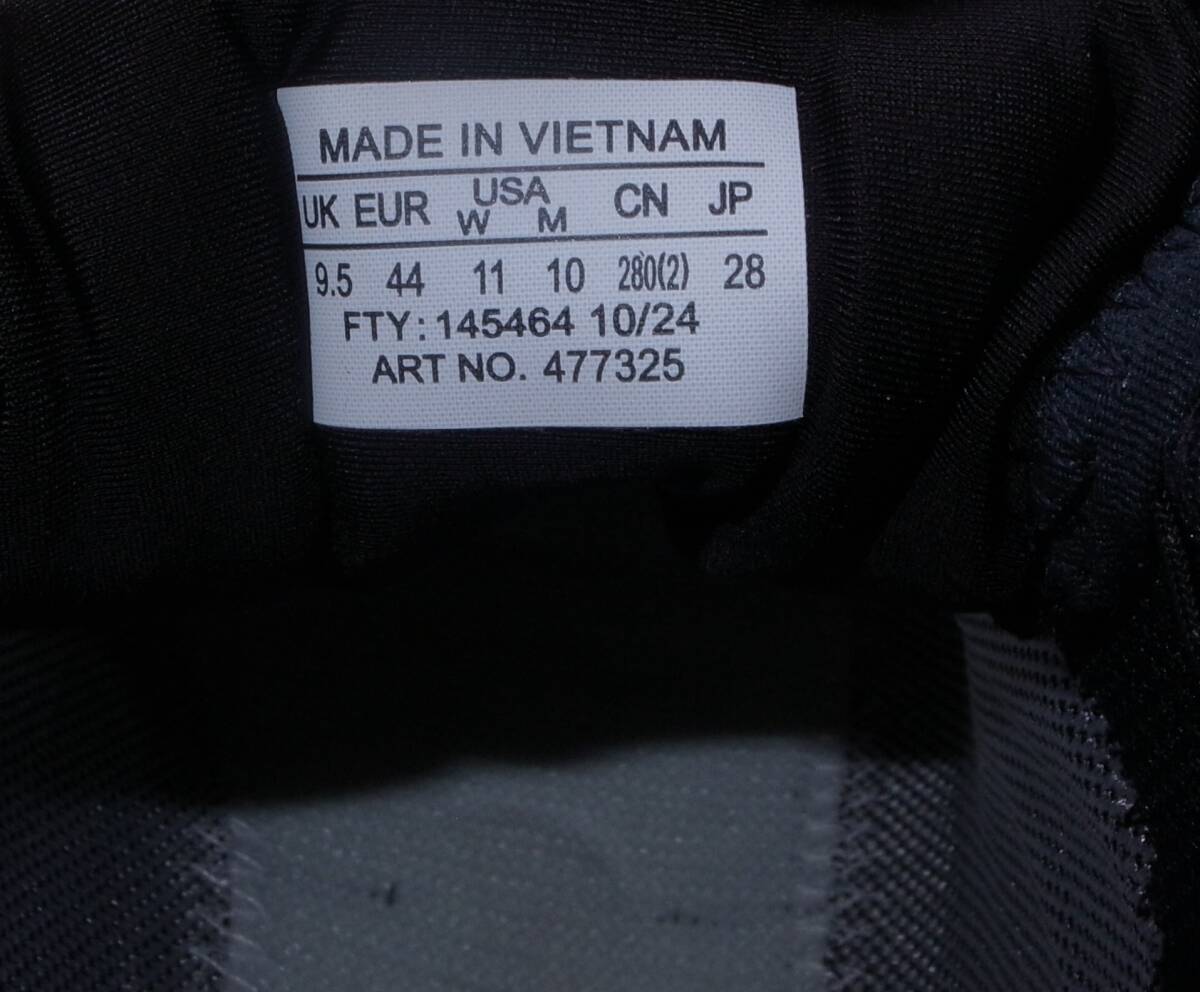 MADE IN VIETNAM
UK EUR USA CN JP
W M
9.5 44 11 10 280(2) 28
FTY: 145464 10/24
ART NO. 477325